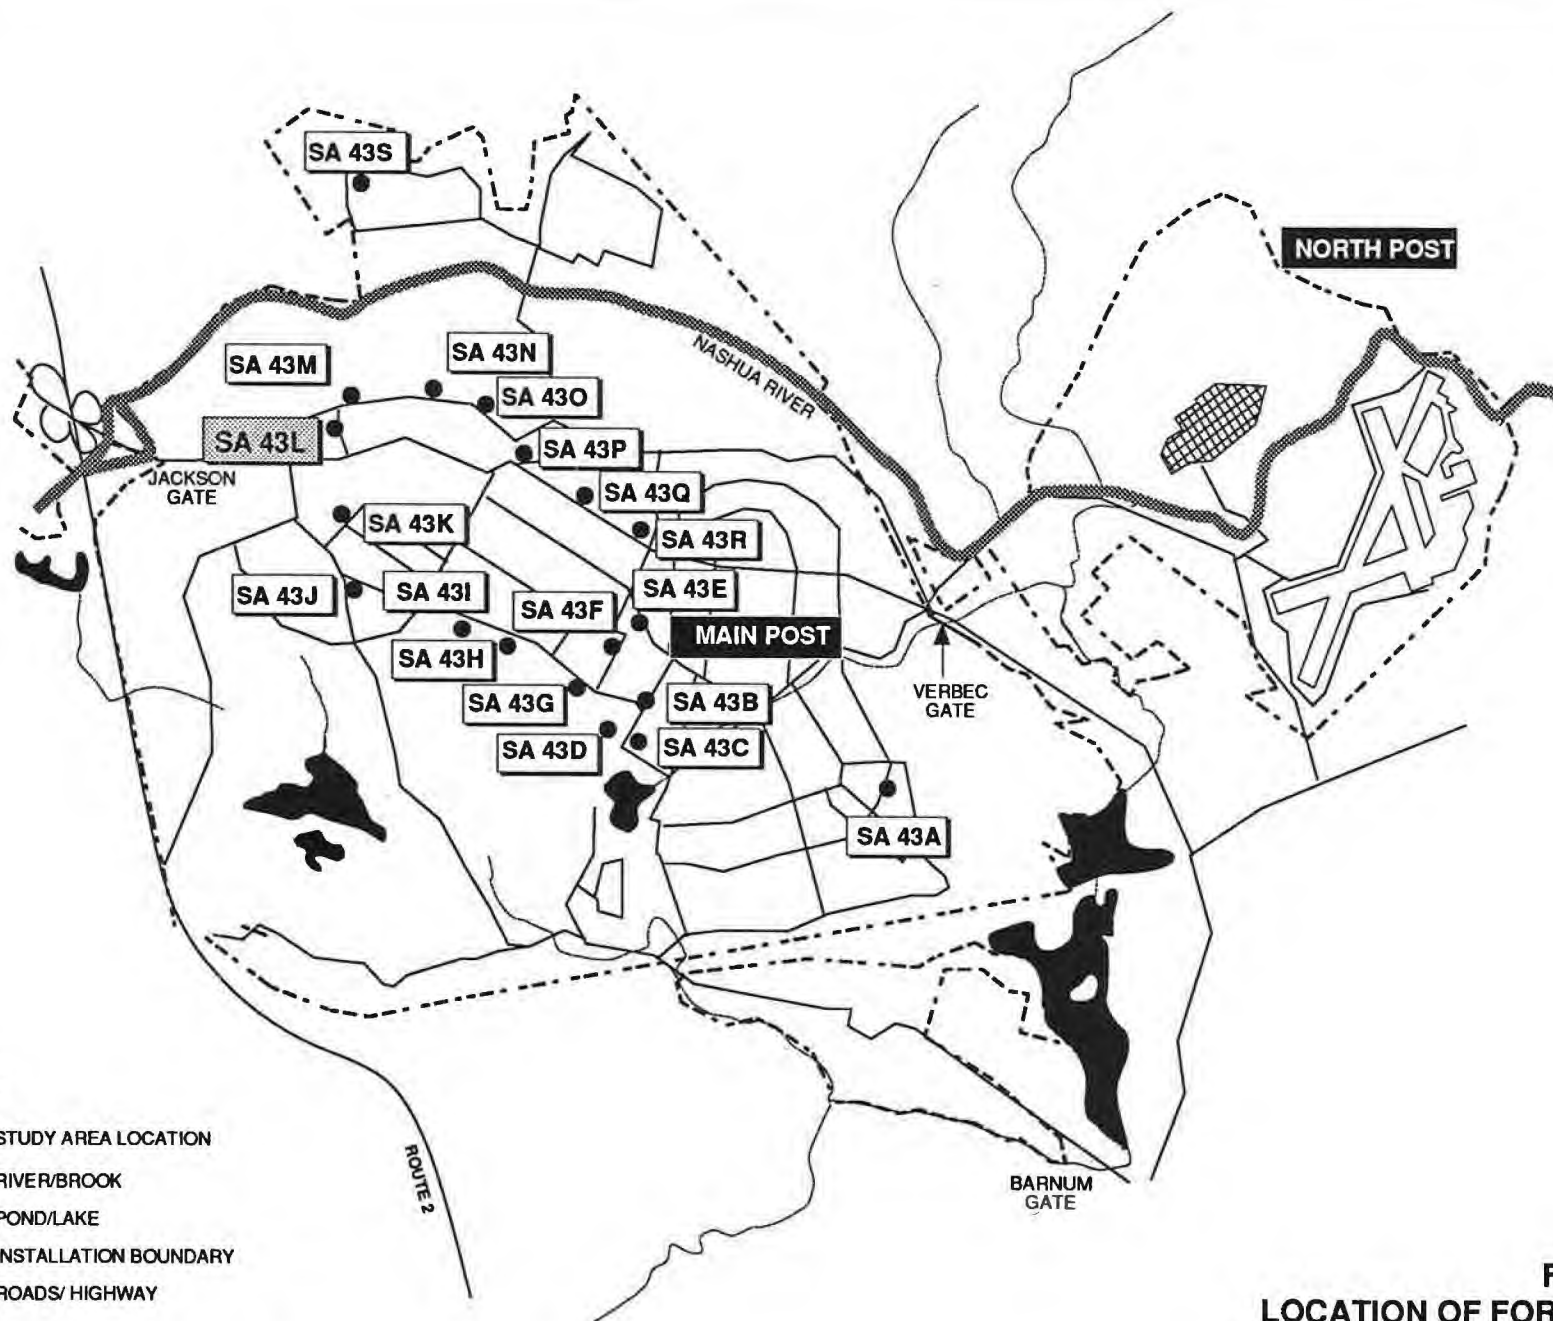 SA 43S
NORTH POST
SA 43N
SA 43M
NASHUA RIVER
SA 43O
SA 43L
SA 43P
JACKSON
GATE
SA 43Q
SA 43K
SA 43R
SA 43J
SA 43I
SA 43E
SA 43F
MAIN POST
SA 43H
VERBEC
GATE
SA 43G
SA 43B
SA 43D
SA 43C
SA 43A
STUDY AREA LOCATION
RIVER/BROOK
POND/LAKE
INSTALLATION BOUNDARY
ROADS/ HIGHWAY
ROUTE 2
BARNUM
GATE
F
LOCATION OF FOR